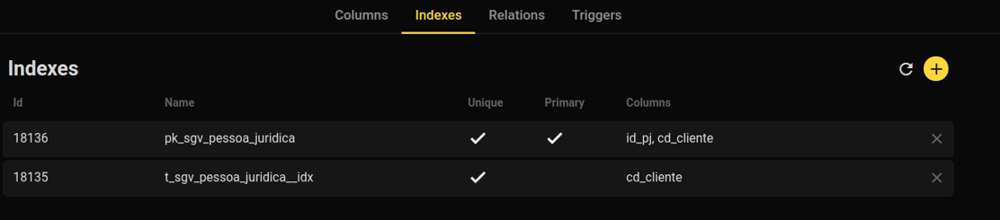 Columns Indexes Relations Triggers
Indexes
Id Name Unique Primary Columns
18136 pk_sgv_pessoa_juridica id_pj, cd_cliente
18135 t_sgv_pessoa_juridica__idx cd_cliente